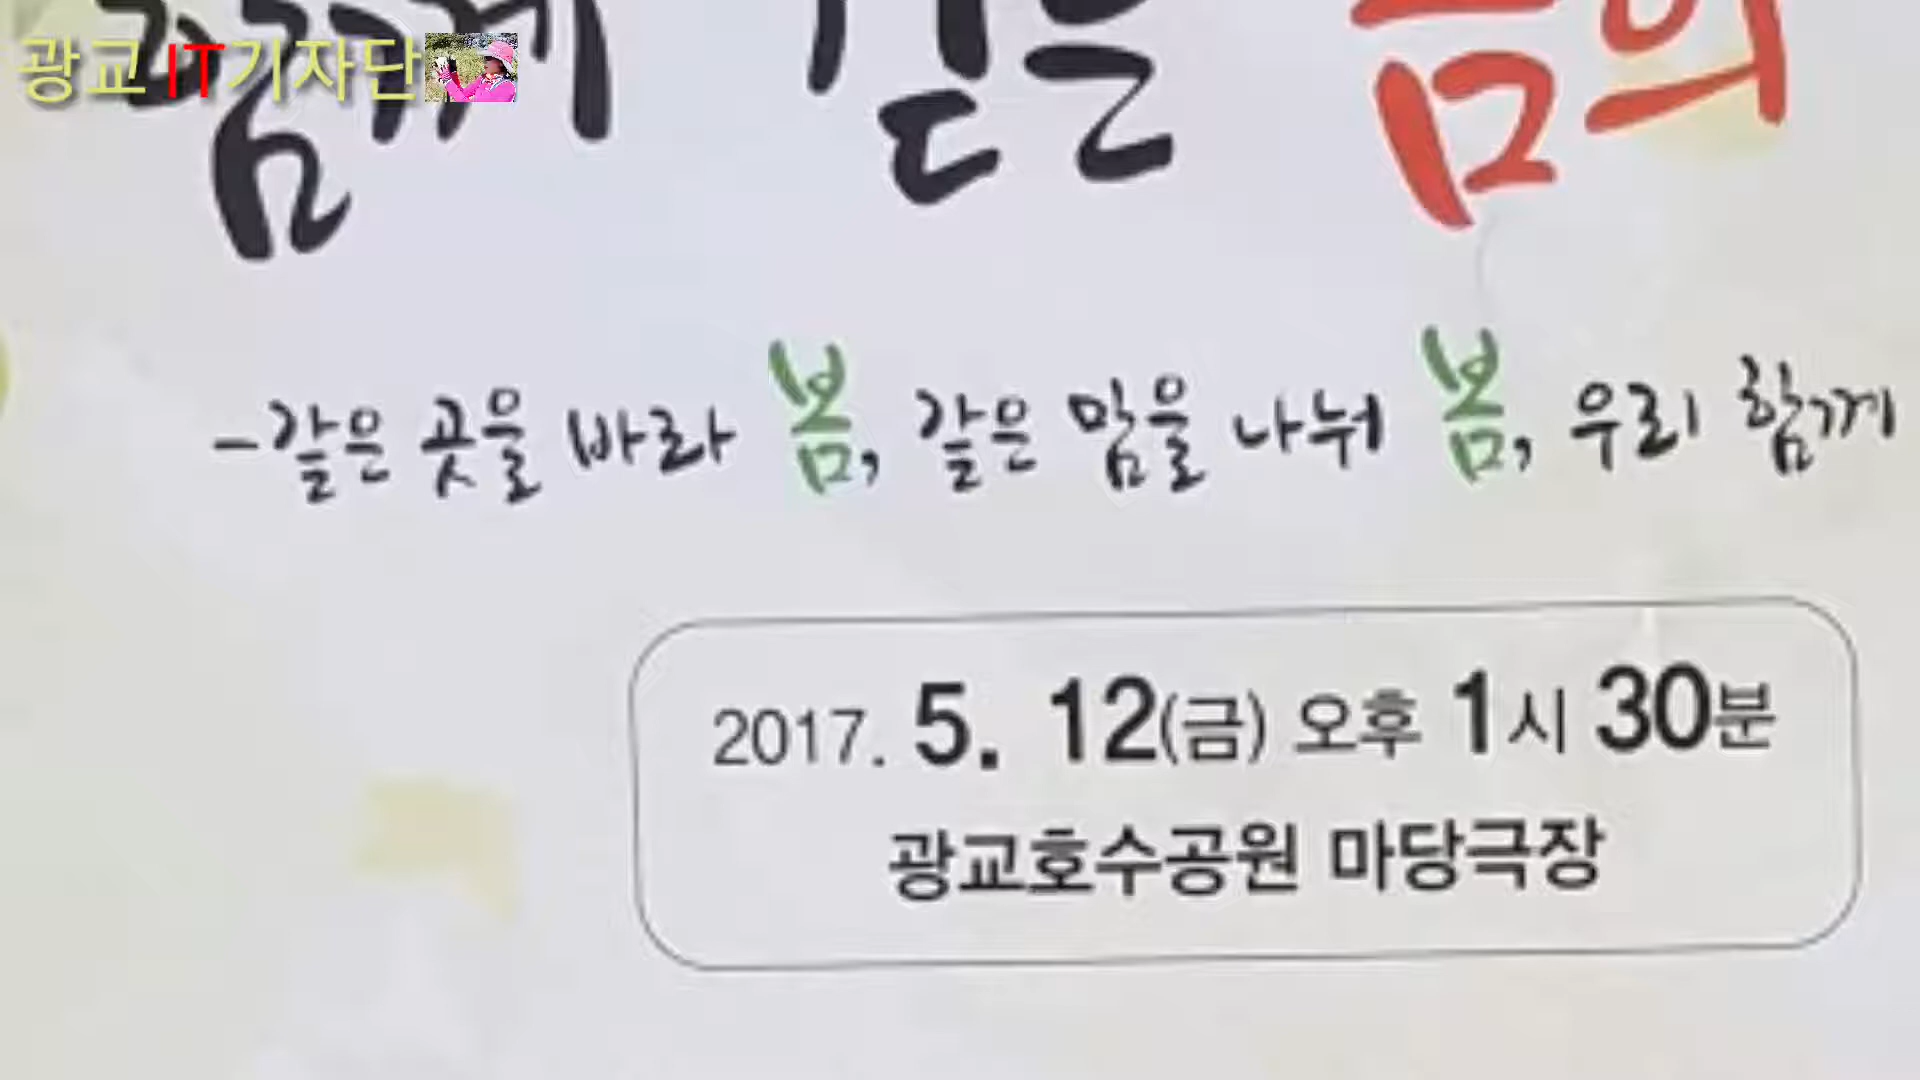 광교IT기자단
함께
-같은 곳을 바라 봄, 같은 맘을 나눠 봄, 우리 함께
2017. 5. 12(금) 오후 1시 30분
광교호수공원 마당극장